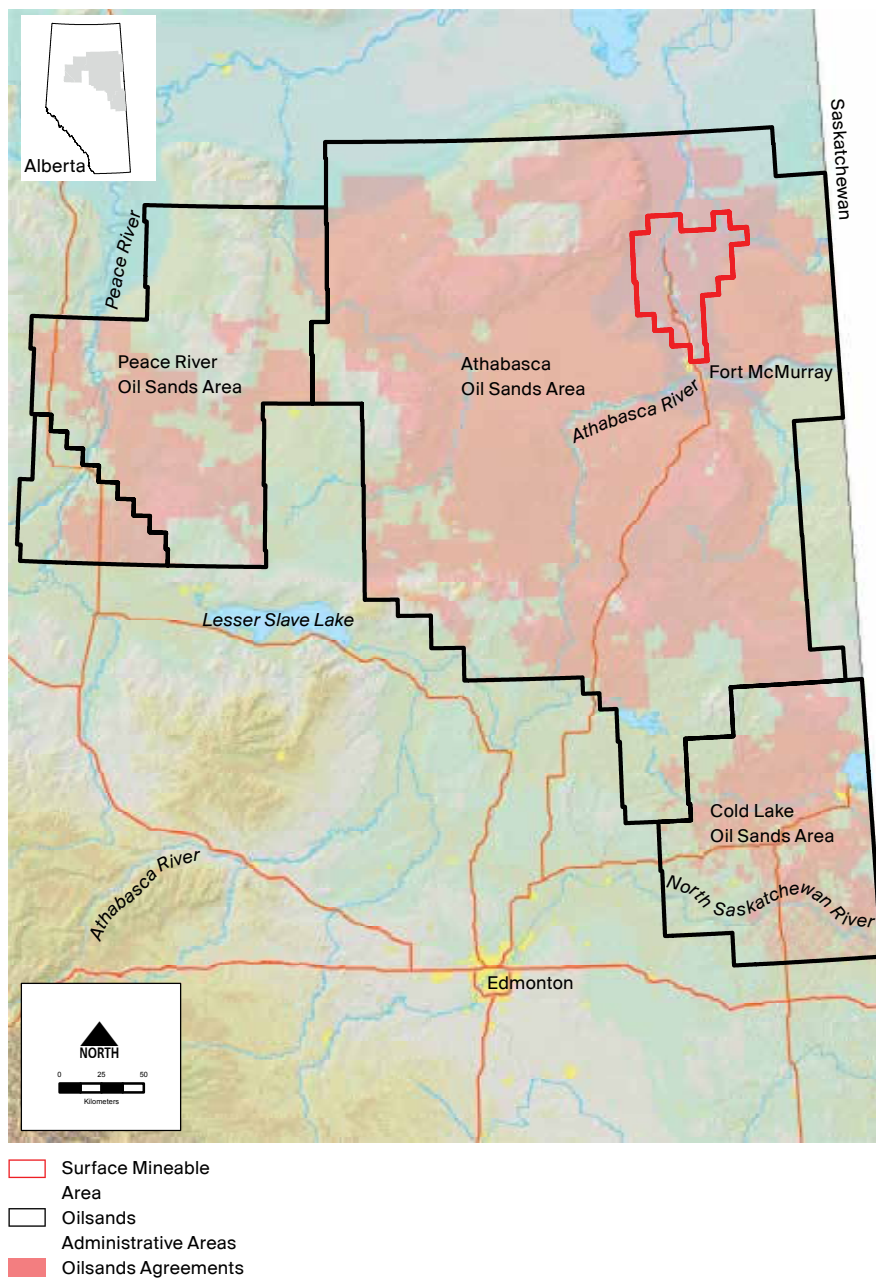 Alberta
Saskatchewan
Peace River
Peace River
Oil Sands Area
Athabasca
Oil Sands Area
Fort McMurray
Athabasca River
Lesser Slave Lake
Cold Lake
Oil Sands Area
North Saskatchewan River
Athabasca River
Edmonton
NORTH
0 25 50
Kilometers
Surface Mineable
Area
Oilsands
Administrative Areas
Oilsands Agreements